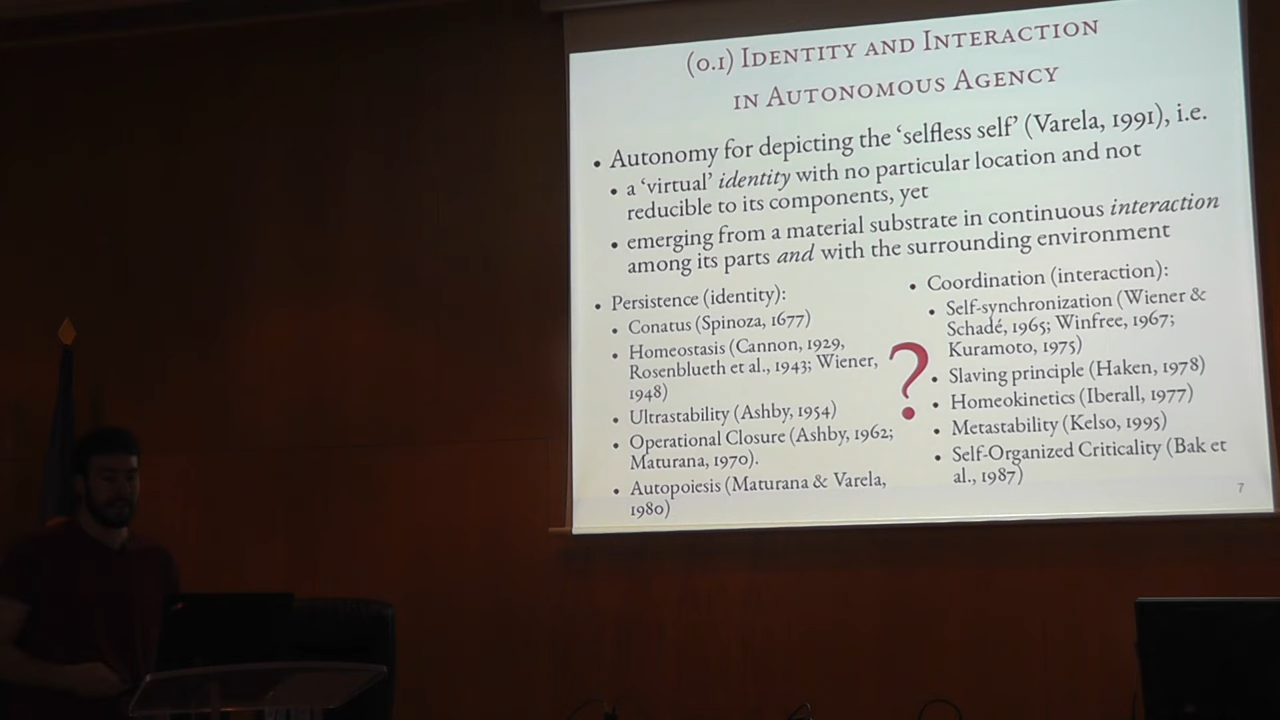 (0.1) Identity and Interaction
in Autonomous Agency
• Autonomy for depicting the ‘selfless self’ (Varela, 1991), i.e.
• a ‘virtual’ identity with no particular location and not
reducible to its components, yet
• emerging from a material substrate in continuous interaction
among its parts and with the surrounding environment
• Persistence (identity):
• Conatus (Spinoza, 1677)
• Homeostasis (Cannon, 1929,
Rosenblueth et al., 1943; Wiener,
1948)
• Ultrastability (Ashby, 1954)
• Operational Closure (Ashby, 1962;
Maturana, 1970).
• Autopoiesis (Maturana & Varela,
1980)
?
• Coordination (interaction):
• Self-synchronization (Wiener &
Schadé, 1965; Winfree, 1967;
Kuramoto, 1975)
• Slaving principle (Haken, 1978)
• Homeokinetics (Iberall, 1977)
• Metastability (Kelso, 1995)
• Self-Organized Criticality (Bak et
al., 1987)
7